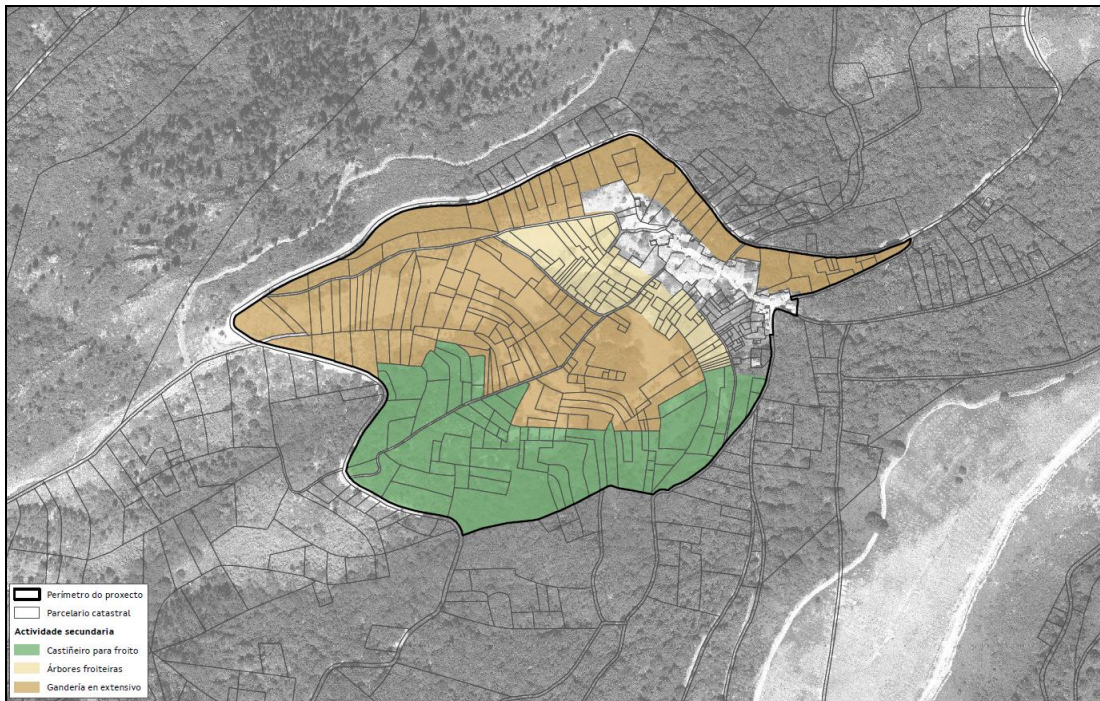 Perímetro do proxecto
Parcelario catastral
Actividade secundaria
Castiñeiro para froito
Árbores froiteiras
Gandería en extensivo